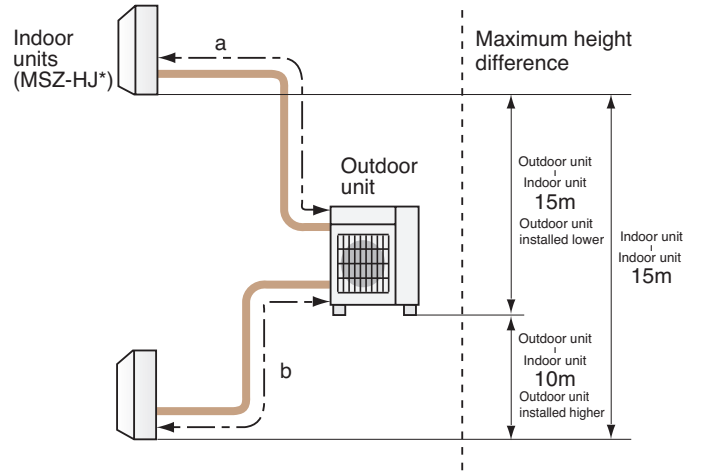 Indoor
units
(MSZ-HJ*)
a
Outdoor
unit
b
Maximum height
difference
Outdoor unit
Indoor unit
15m
Outdoor unit
installed lower
Indoor unit
Indoor unit
15m
Outdoor unit
Indoor unit
10m
Outdoor unit
installed higher